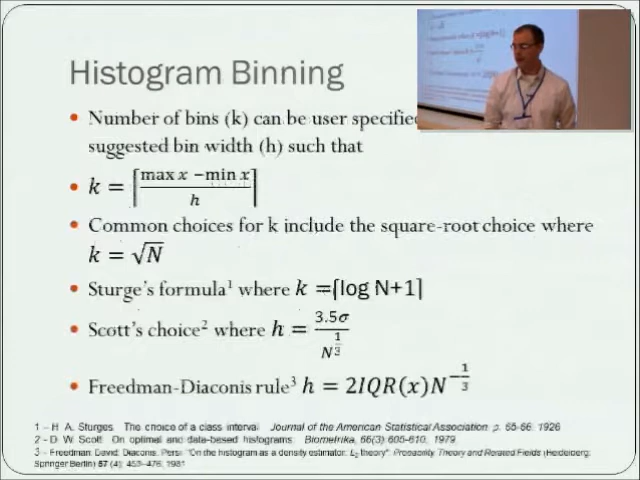 Histogram Binning
• Number of bins (k) can be user specified
suggested bin width (h) such that
• k = ⌈(max x − min x)/h⌉
• Common choices for k include the square-root choice where
k = √N
• Sturge's formula¹ where k =⌈log N+1⌉
• Scott's choice² where h = 3.5σ/N^(1/3)
• Freedman-Diaconis rule³ h = 2IQR(x)N^(−1/3)
1 – H. A. Sturges. The choice of a class interval. Journal of the American Statistical Association. p. 65-66, 1926
2 – D. W. Scott. On optimal and data-based histograms. Biometrika, 66(3):605-610, 1979.
3 – Freedman; David; Diaconis, Persi "On the histogram as a density estimator: L₂ theory". Probability Theory and Related Fields (Heidelberg:
Springer Berlin) 57 (4): 453–476, 1981